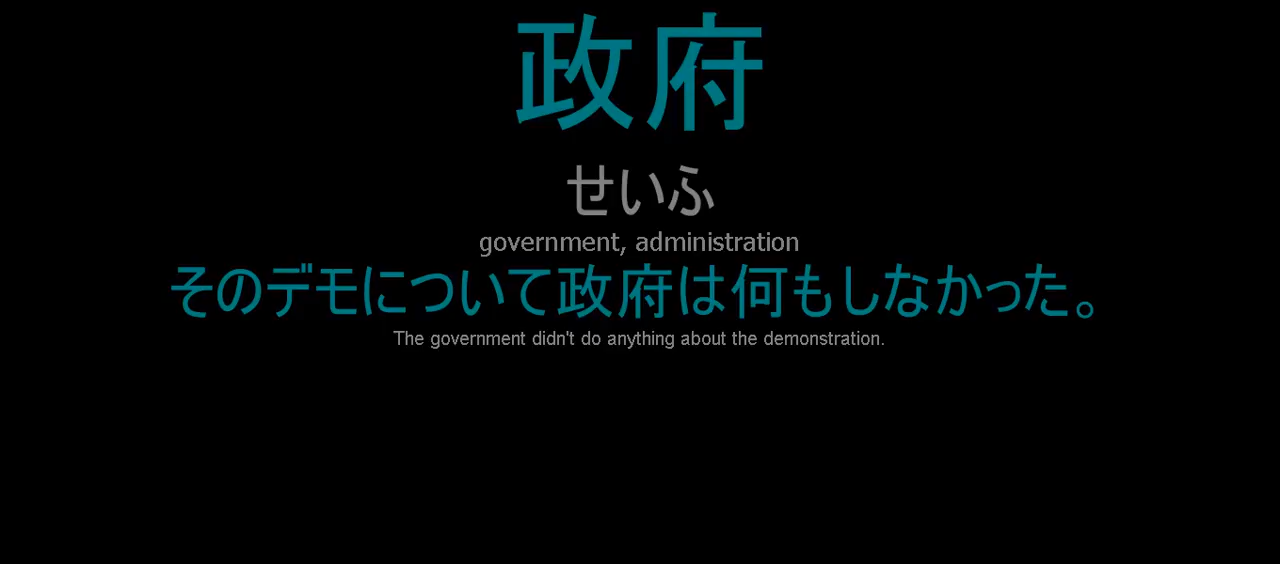 政府
せいふ
government, administration
そのデモについて政府は何もしなかった。
The government didn't do anything about the demonstration.